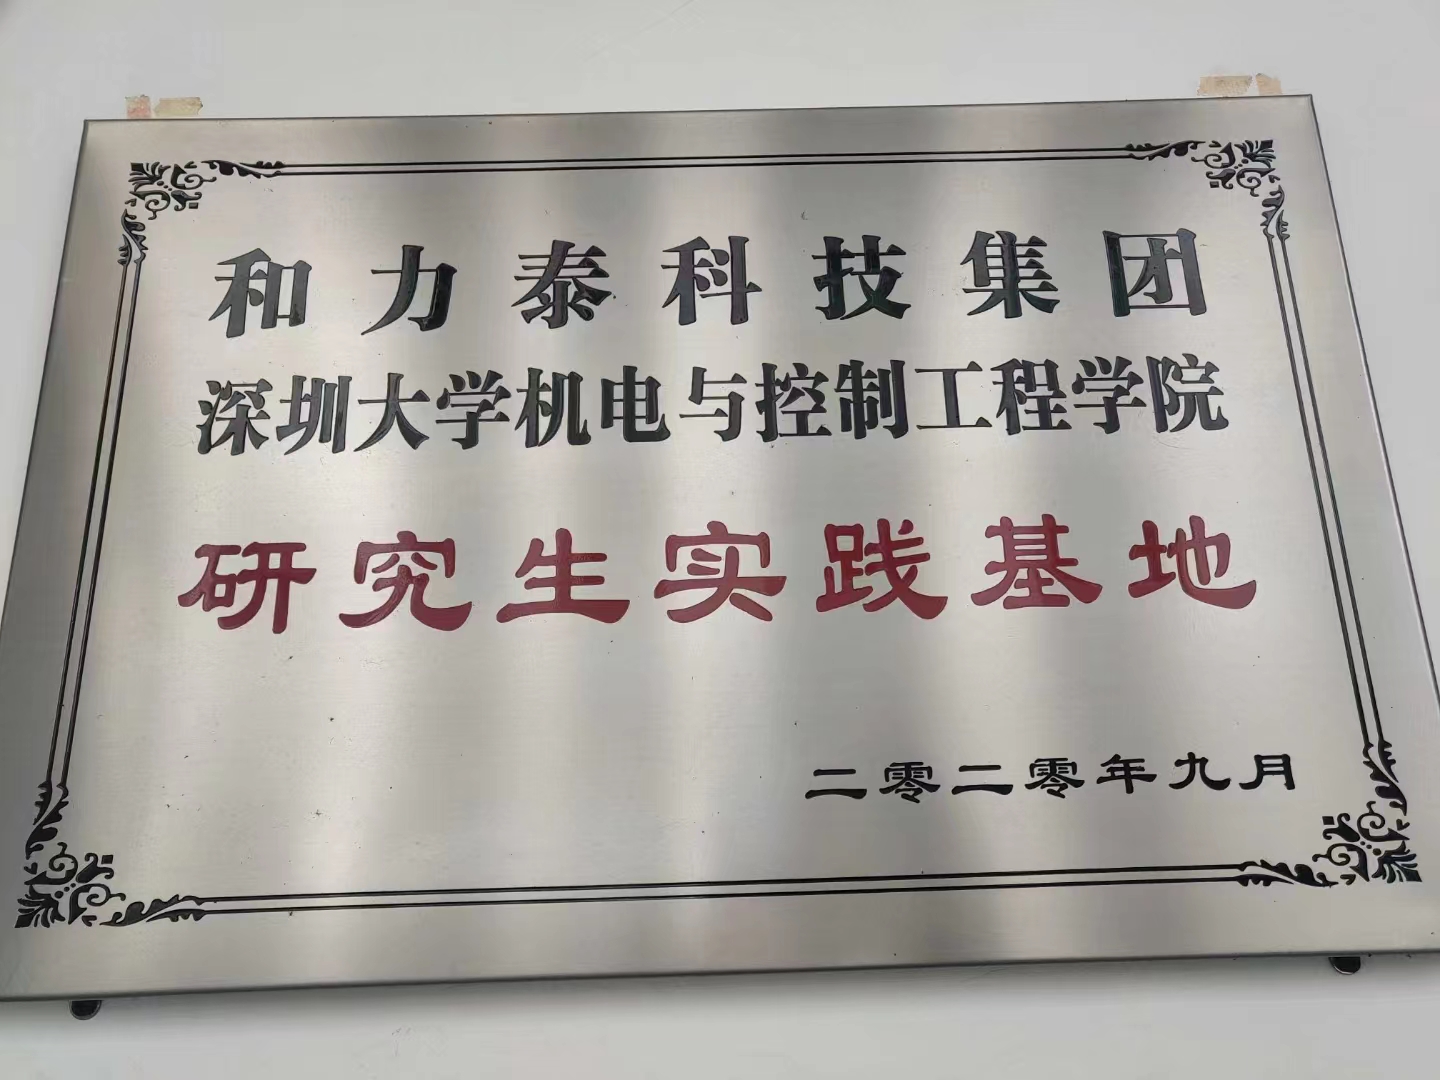 和力泰科技集团
深圳大学机电与控制工程学院
研究生实践基地
二零二零年九月